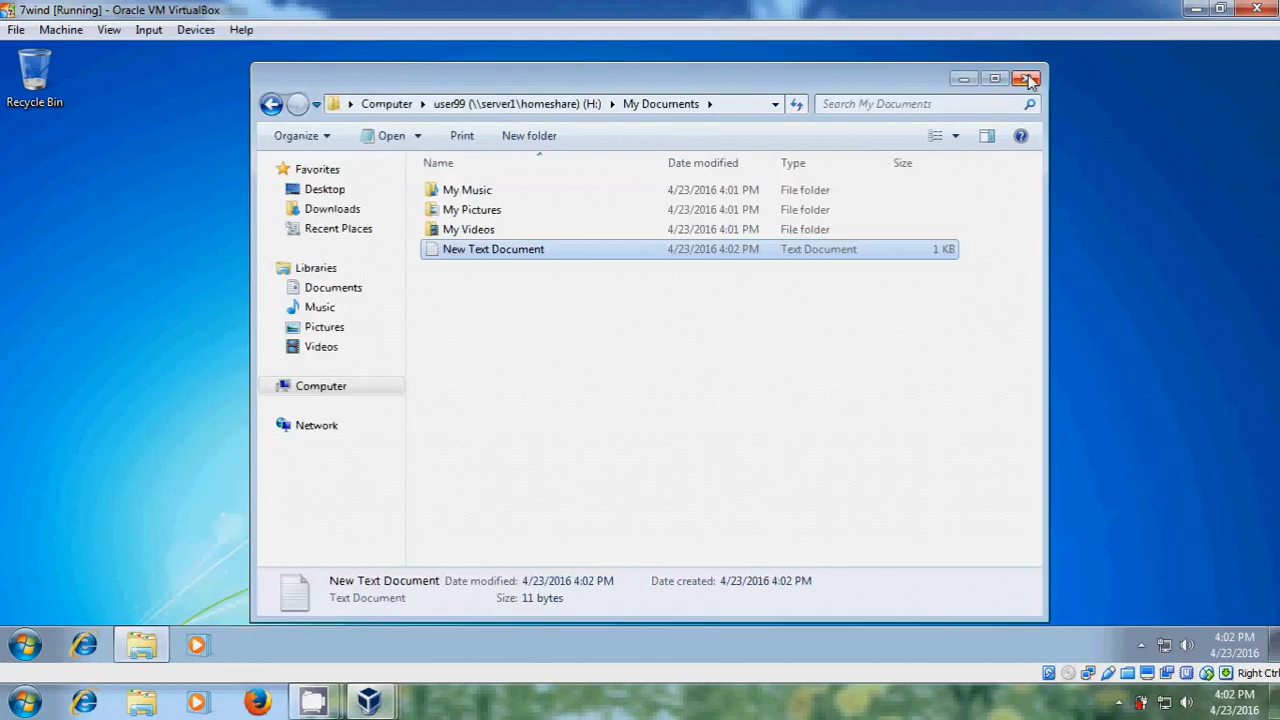 7wind [Running] - Oracle VM VirtualBox
File Machine View Input Devices Help
Recycle Bin
Computer user99 (\\server1\homeshare) (H:) My Documents
Search My Documents
Organize Open Print New folder
Name Date modified Type Size
Favorites
Desktop
Downloads
Recent Places
Libraries
Documents
Music
Pictures
Videos
Computer
Network
My Music 4/23/2016 4:01 PM File folder
My Pictures 4/23/2016 4:01 PM File folder
My Videos 4/23/2016 4:01 PM File folder
New Text Document 4/23/2016 4:02 PM Text Document 1 KB
New Text Document Date modified: 4/23/2016 4:02 PM Date created: 4/23/2016 4:02 PM
Text Document Size: 11 bytes
4:02 PM
4/23/2016
Right Ctrl
4:02 PM
4/23/2016